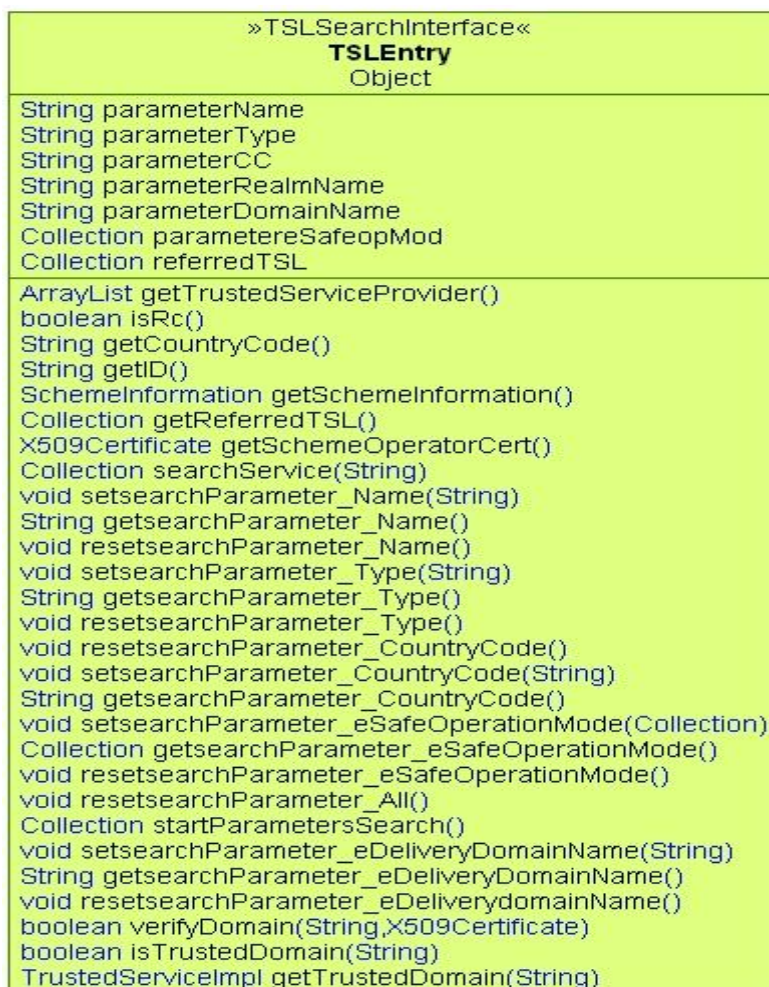 »TSLSearchInterface«
TSLEntry
Object
String parameterName
String parameterType
String parameterCC
String parameterRealmName
String parameterDomainName
Collection parametereSafeopMod
Collection referredTSL
ArrayList getTrustedServiceProvider()
boolean isRc()
String getCountryCode()
String getID()
SchemeInformation getSchemeInformation()
Collection getReferredTSL()
X509Certificate getSchemeOperatorCert()
Collection searchService(String)
void setsearchParameter_Name(String)
String getsearchParameter_Name()
void resetsearchParameter_Name()
void setsearchParameter_Type(String)
String getsearchParameter_Type()
void resetsearchParameter_Type()
void resetsearchParameter_CountryCode()
void setsearchParameter_CountryCode(String)
String getsearchParameter_CountryCode()
void setsearchParameter_eSafeOperationMode(Collection)
Collection getsearchParameter_eSafeOperationMode()
void resetsearchParameter_eSafeOperationMode()
void resetsearchParameter_All()
Collection startParametersSearch()
void setsearchParameter_eDeliveryDomainName(String)
String getsearchParameter_eDeliveryDomainName()
void resetsearchParameter_eDeliverydomainName()
boolean verifyDomain(String,X509Certificate)
boolean isTrustedDomain(String)
TrustedServiceImpl getTrustedDomain(String)